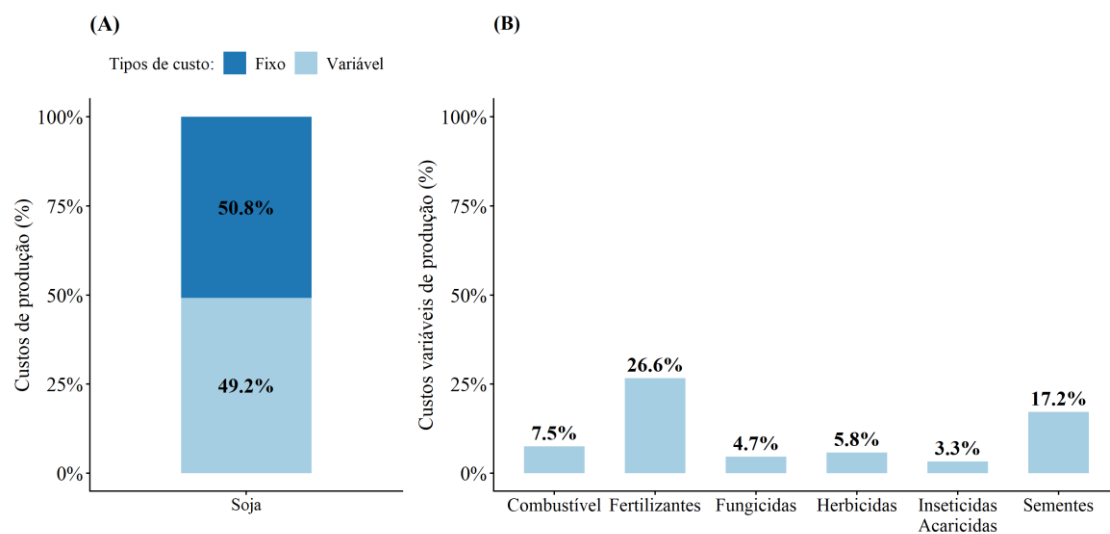 (A)
Tipos de custo: Fixo Variável
Custos de produção (%)
100%
75%
50%
25%
0%
50.8%
49.2%
Soja
(B)
Custos variáveis de produção (%)
100%
75%
50%
25%
0%
7.5%
26.6%
4.7%
5.8%
3.3%
17.2%
Combustível Fertilizantes Fungicidas Herbicidas Inseticidas Sementes
Acaricidas